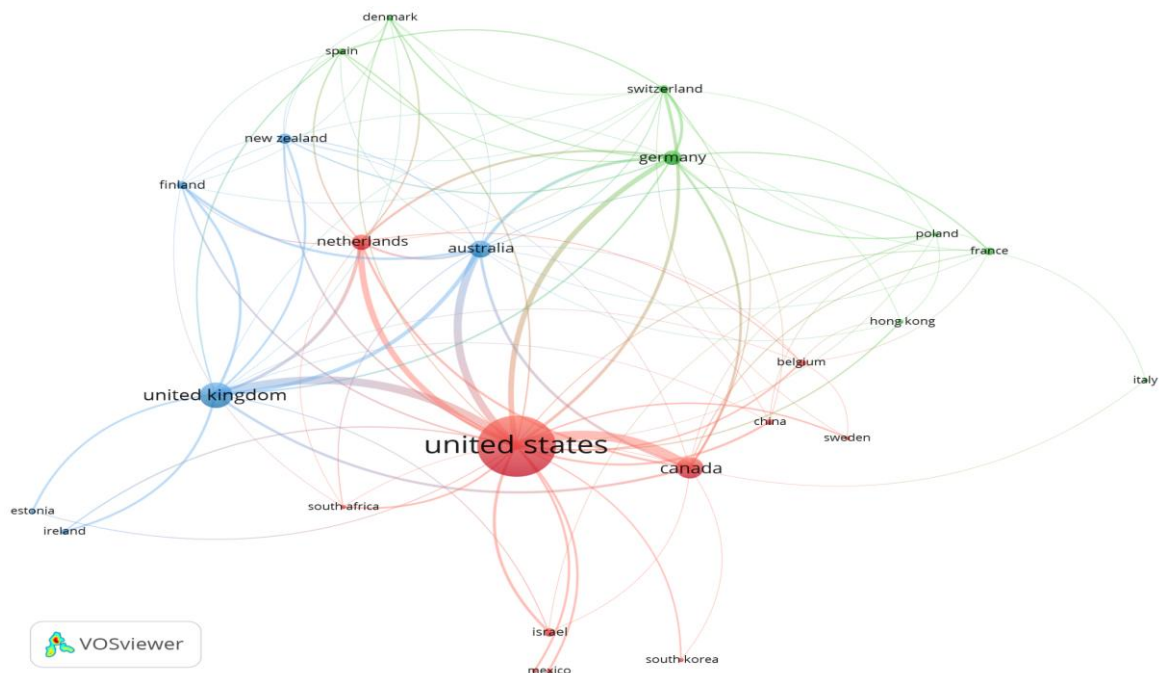 denmark
spain
switzerland
new zealand
germany
finland
netherlands
australia
poland
france
hong kong
belgium
italy
united kingdom
china
sweden
united states
canada
south africa
estonia
ireland
israel
VOSviewer
south korea
mexico